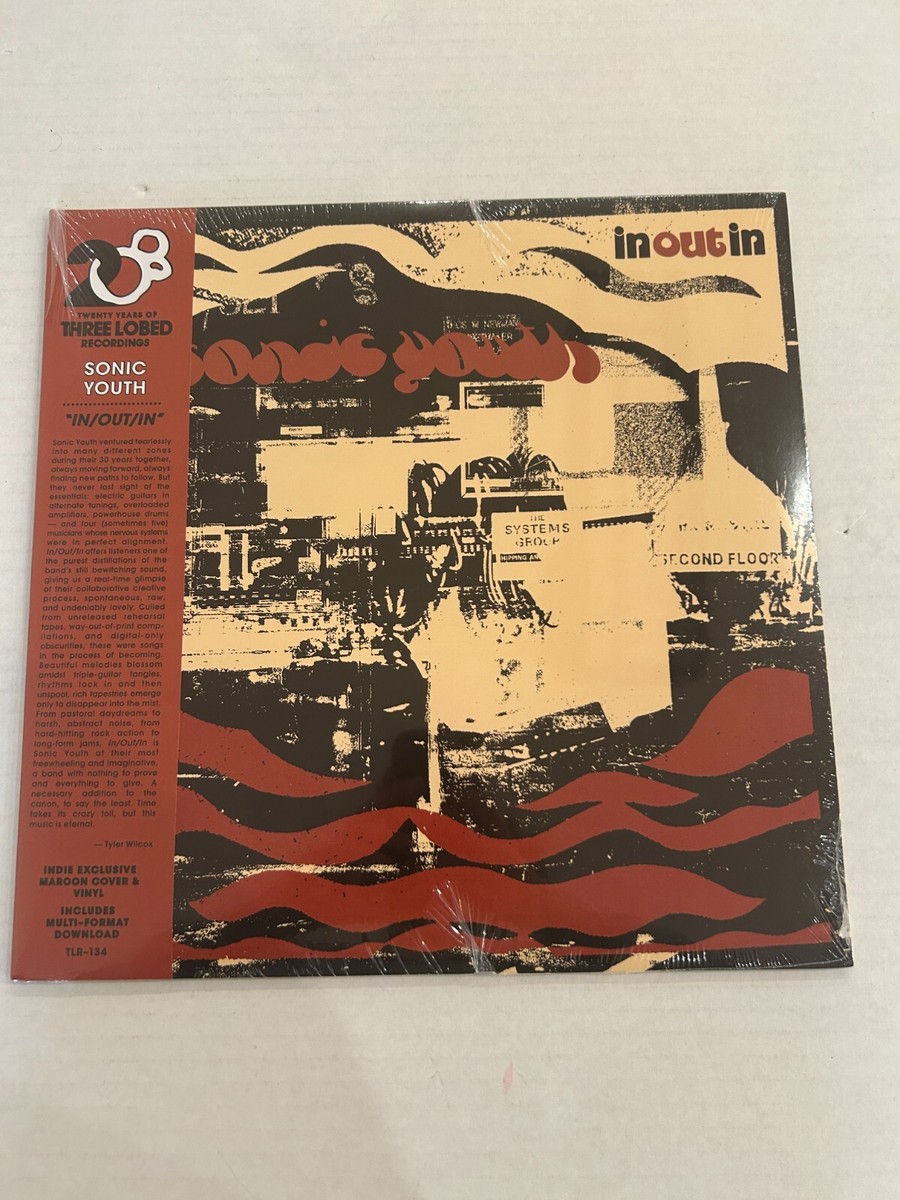 TWENTY YEARS OF
THREE LOBED
RECORDINGS
SONIC
YOUTH
"IN/OUT/IN"
Sonic Youth ventured fearlessly
into many different zones
during their 30 years together,
always moving forward, always
finding new paths to follow. But
they never lost sight of the
essentials: electric guitars in
alternate tunings, overloaded
amplifiers, powerhouse drums
— and four (sometimes five)
musicians whose nervous systems
were in perfect alignment.
In/Out/In offers listeners one of
the purest distillations of the
band's still bewitching sound,
giving us a real-time glimpse
of their collaborative creative
process, spontaneous, raw,
and undeniably lovely. Culled
from unreleased rehearsal
tapes, way-out-of-print comp-
ilations, and digital-only
obscurities, these were songs
in the process of becoming.
Beautiful melodies blossom
amidst triple-guitar tangles,
rhythms lock in and then
unspool, rich tapestries emerge
only to disappear into the mist.
From pastoral daydreams to
harsh, abstract noise, from
hard-hitting rock action to
long-form jams, In/Out/In is
Sonic Youth at their most
freewheeling and imaginative,
a band with nothing to prove
and everything to give. A
necessary addition to the
canon, to say the least. Time
takes its crazy toll, but this
music is eternal.
— Tyler Wilcox
INDIE EXCLUSIVE
MAROON COVER &
VINYL
INCLUDES
MULTI-FORMAT
DOWNLOAD
TLR-134
inoutin
sonic youth
THE
SYSTEMS
GROUP
SECOND FLOOR